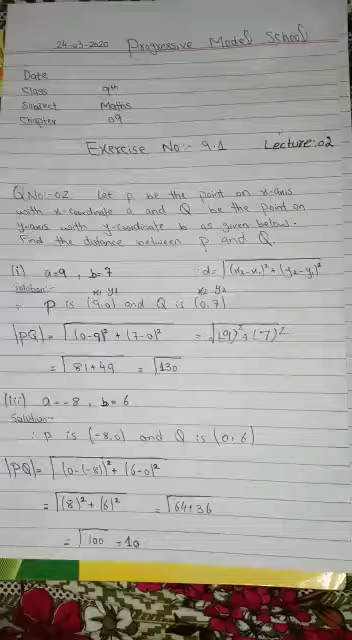 24-03-2020 Progressive Model School
Date
Class 9th
Subject Maths
Chapter 09
Exercise No:- 9.1 Lecture:02
Q No:-02 Let p be the point on x-axis
with x-coordinate a and Q be the point on
y-axis with y-coordinate b as given below.
Find the distance between p and Q.
(i) a=9, b=7 d=√(x₂-x₁)²+(y₂-y₁)²
Solution:- x₁ y₁ x₂ y₂
∴ P is (9,0) and Q is (0,7)
|PQ|= √(0-9)²+(7-0)² = √(9)²+(7)²
= √81+49 = √130
(iii) a=-8, b=6
Solution:-
∴ P is (-8,0) and Q is (0,6)
|PQ|= √(0-(-8))²+(6-0)²
= √(8)²+(6)² = √64+36
= √100 =10